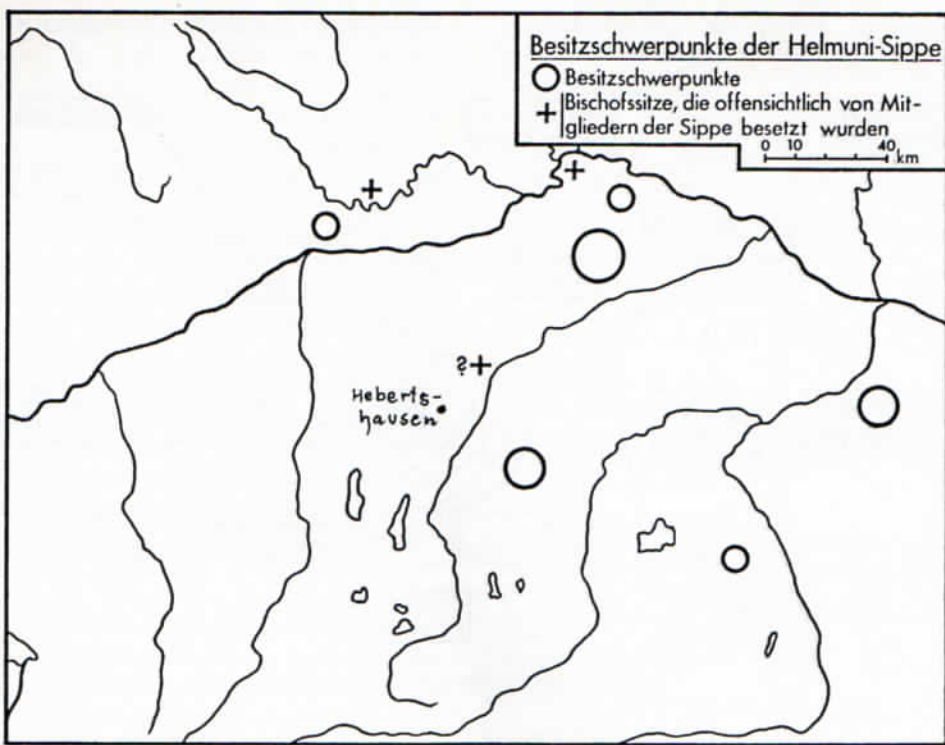 Besitzschwerpunkte der Helmuni-Sippe
Besitzschwerpunkte
Bischofssitze, die offensichtlich von Mit-
gliedern der Sippe besetzt wurden
0 10 40
km
?
Heberts-
hausen